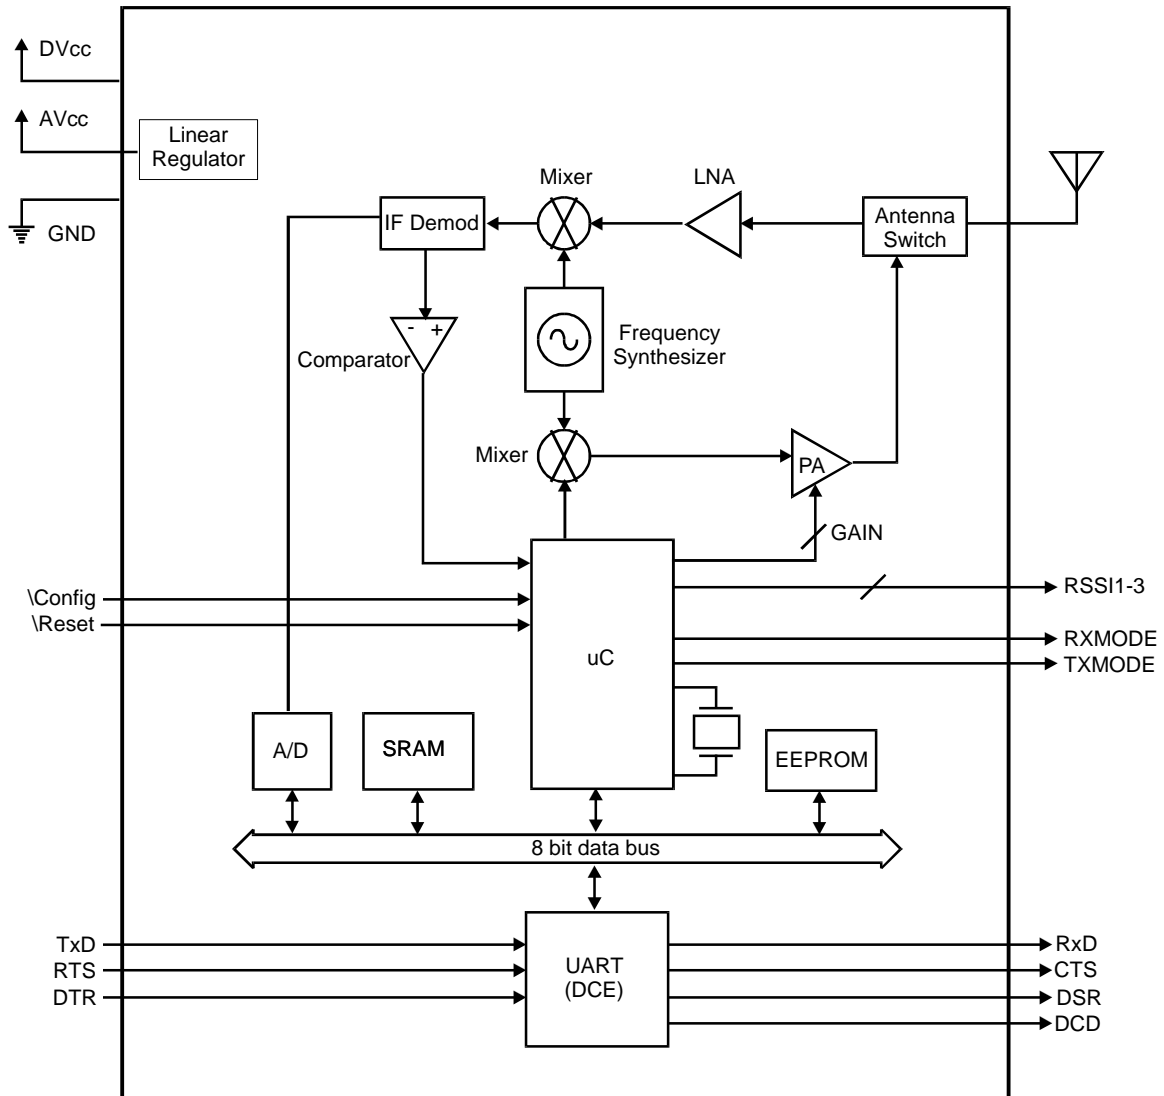 DVcc
AVcc
Linear
Regulator
GND
Mixer
LNA
IF Demod
Antenna
Switch
- +
Comparator
Frequency
Synthesizer
Mixer
PA
GAIN
\Config
\Reset
uC
RSSI1-3
RXMODE
TXMODE
A/D
SRAM
EEPROM
8 bit data bus
TxD
RTS
DTR
UART
(DCE)
RxD
CTS
DSR
DCD